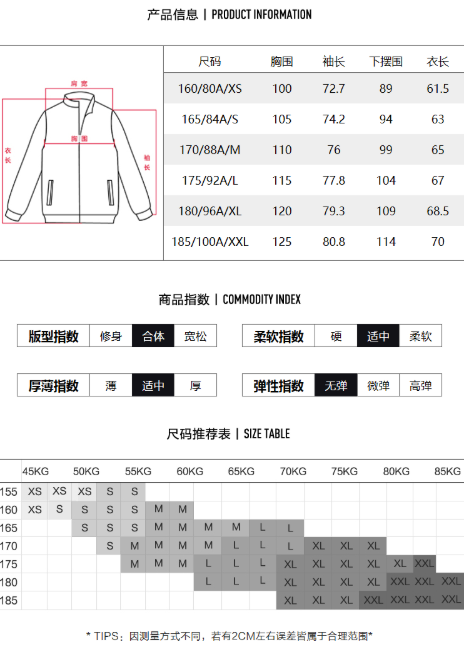 产品信息 | PRODUCT INFORMATION
尺码 胸围 袖长 下摆围 衣长
160/80A/XS 100 72.7 89 61.5
165/84A/S 105 74.2 94 63
170/88A/M 110 76 99 65
175/92A/L 115 77.8 104 67
180/96A/XL 120 79.3 109 68.5
185/100A/XXL 125 80.8 114 70
肩宽
胸围
衣长
袖长
商品指数 | COMMODITY INDEX
版型指数 修身 合体 宽松
柔软指数 硬 适中 柔软
厚薄指数 薄 适中 厚
弹性指数 无弹 微弹 高弹
尺码推荐表 | SIZE TABLE
45KG 50KG 55KG 60KG 65KG 70KG 75KG 80KG 85KG
155 XS XS XS S S
160 XS S S S S M M
165 S S S M M M M L L
170 S M M M M L L L XL XL XL
175 M M M L L L XL XL XL XL XXL
180 L L L XL XL XL XL XXL XXL XXL
185 XL XL XL XXL XXL XXL XXL
* TIPS：因测量方式不同，若有2CM左右误差皆属于合理范围*